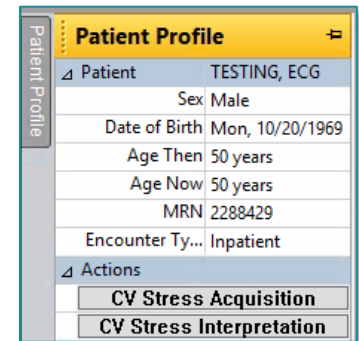 Patient Profile
Patient Profile
Patient TESTING, ECG
Sex Male
Date of Birth Mon, 10/20/1969
Age Then 50 years
Age Now 50 years
MRN 2288429
Encounter Ty... Inpatient
Actions
CV Stress Acquisition
CV Stress Interpretation